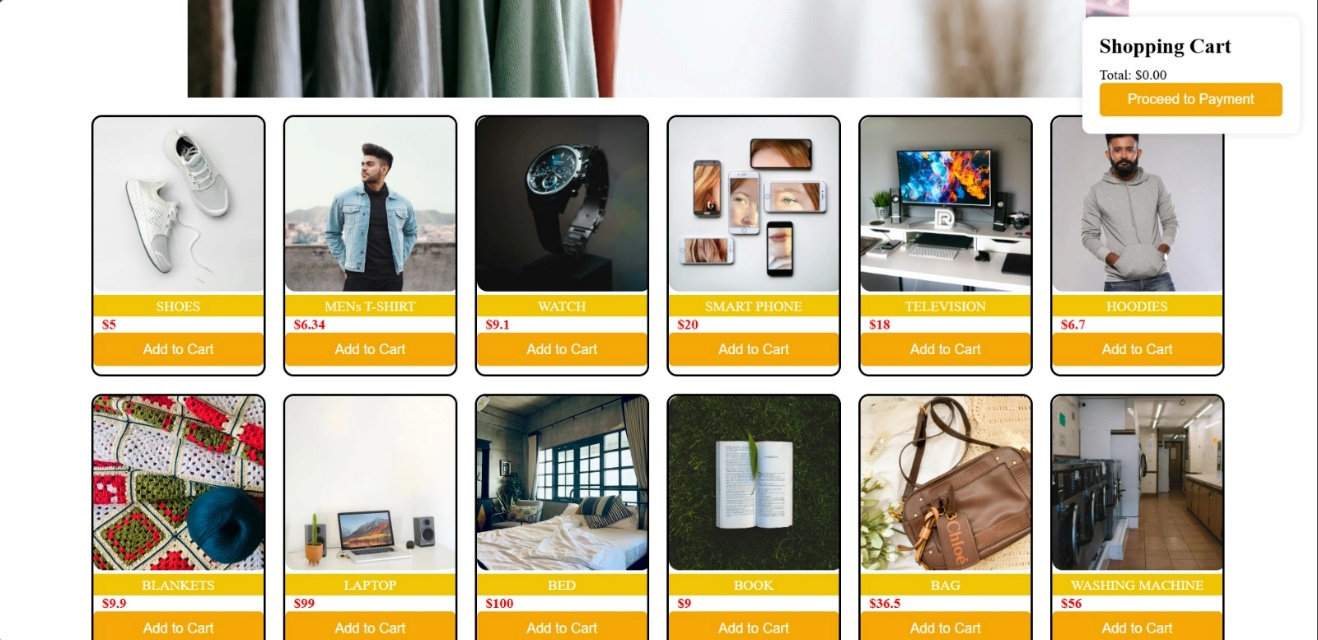 Shopping Cart
Total: $0.00
Proceed to Payment
SHOES
$5
Add to Cart
MENs T-SHIRT
$6.34
Add to Cart
WATCH
$9.1
Add to Cart
SMART PHONE
$20
Add to Cart
TELEVISION
$18
Add to Cart
HOODIES
$6.7
Add to Cart
BLANKETS
$9.9
Add to Cart
LAPTOP
$99
Add to Cart
BED
$100
Add to Cart
BOOK
$9
Add to Cart
Chloé
BAG
$36.5
Add to Cart
WASHING MACHINE
$56
Add to Cart